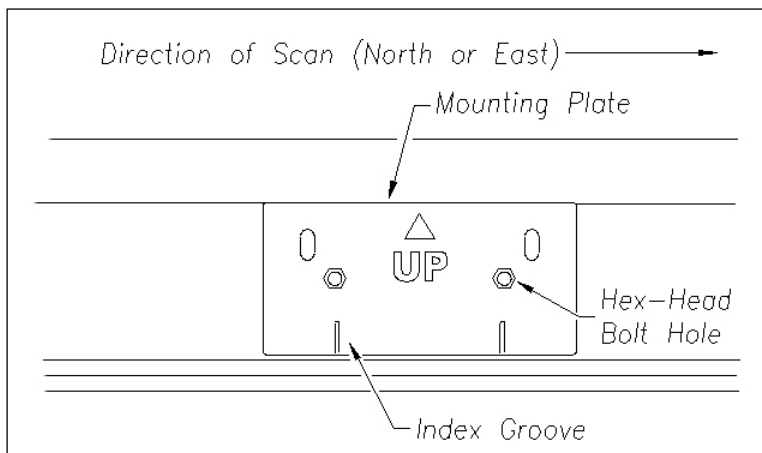 Direction of Scan (North or East)
Mounting Plate
UP
Hex-Head
Bolt Hole
Index Groove